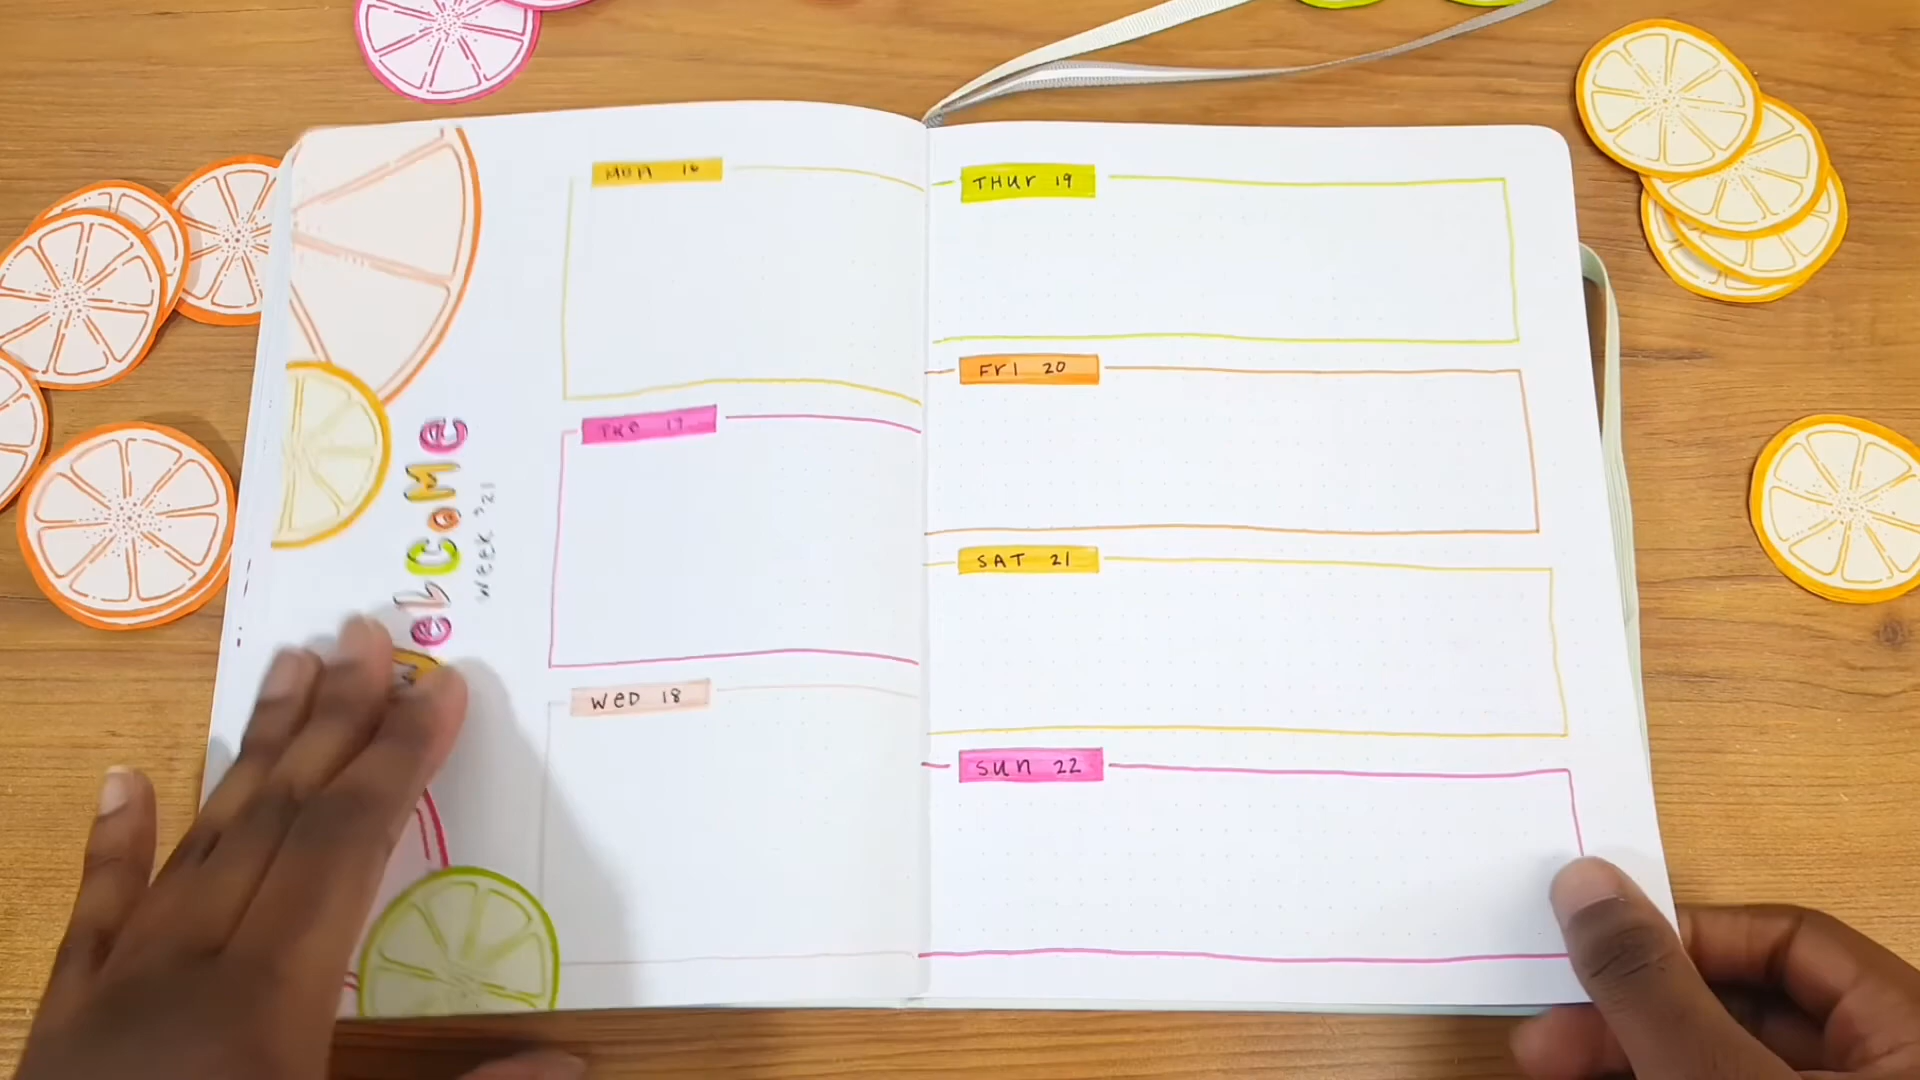 WelCoMe
Week '21
MON 16
TUE 17
WeD 18
THUr 19
Fri 20
SAT 21
Sun 22